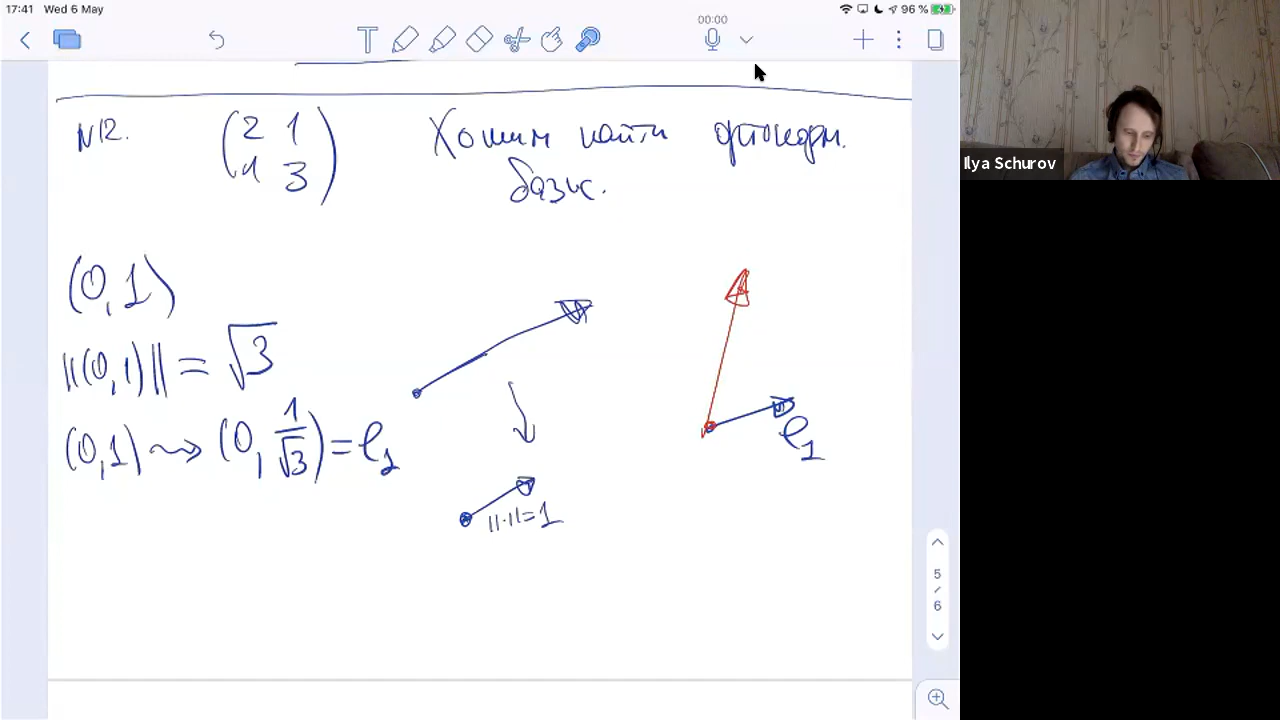 17:41 Wed 6 May 96 %
00:00
N12. (2 1
1 3) Хотим найти ортонорм.
базис.
(0,1)
||(0,1)|| = √3
(0,1) ⇝ (0, 1/√3) = e₁
||·||=1
e₁
Ilya Schurov
5
/
6